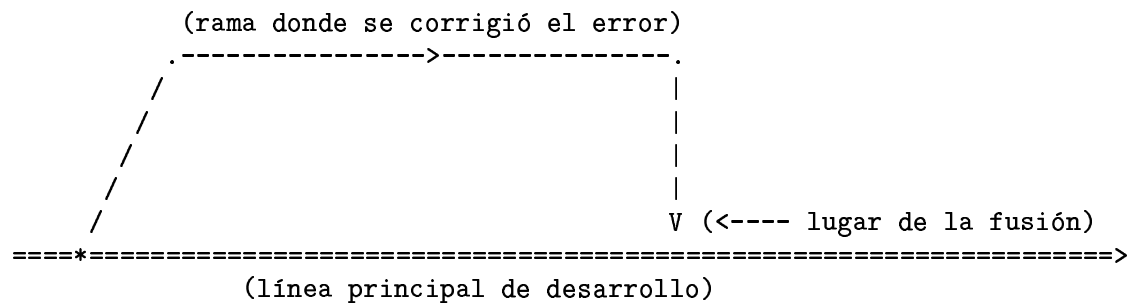 (rama donde se corrigió el error)
.---------------->---------------.
V (<---- lugar de la fusión)
====*===================================================================>
(línea principal de desarrollo)